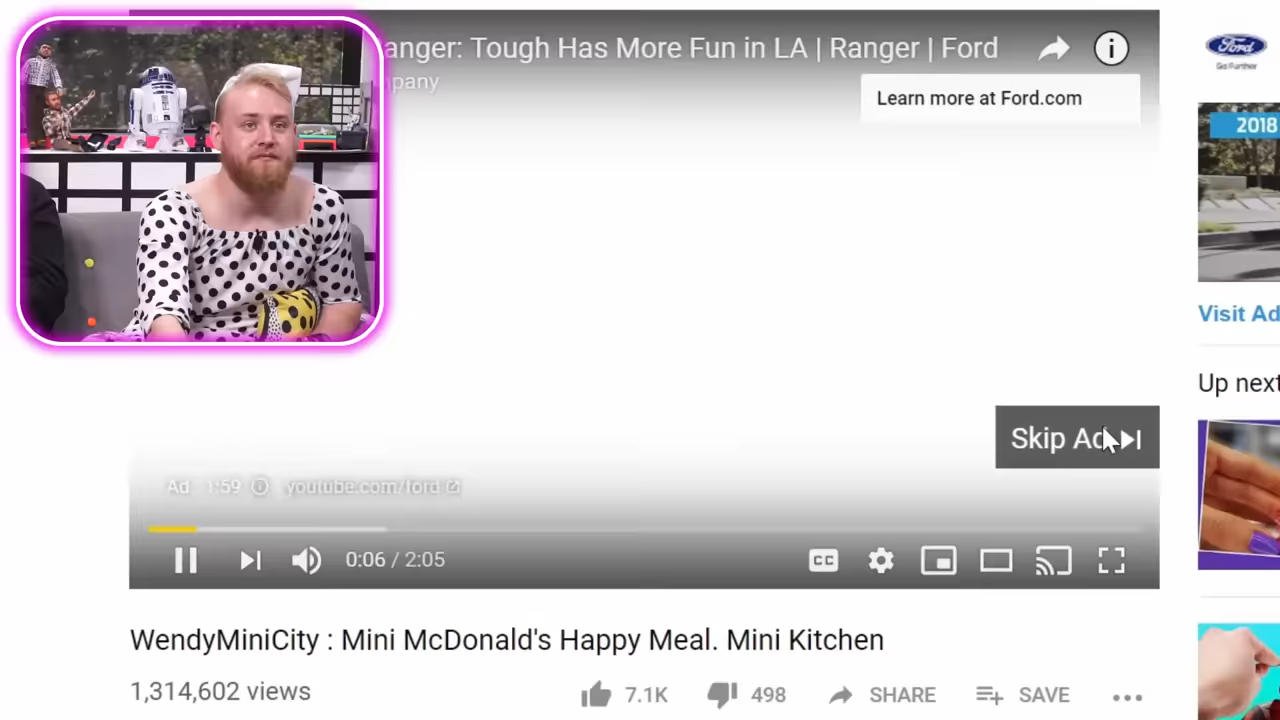 anger: Tough Has More Fun in LA | Ranger | Ford
pany
Learn more at Ford.com
Ford
Go Further
2018
Visit Ad
Skip Ad
Up next
Ad 1:59 youtube.com/ford
CC
0:06 / 2:05
WendyMiniCity : Mini McDonald's Happy Meal. Mini Kitchen
1,314,602 views
7.1K
498
SHARE
SAVE